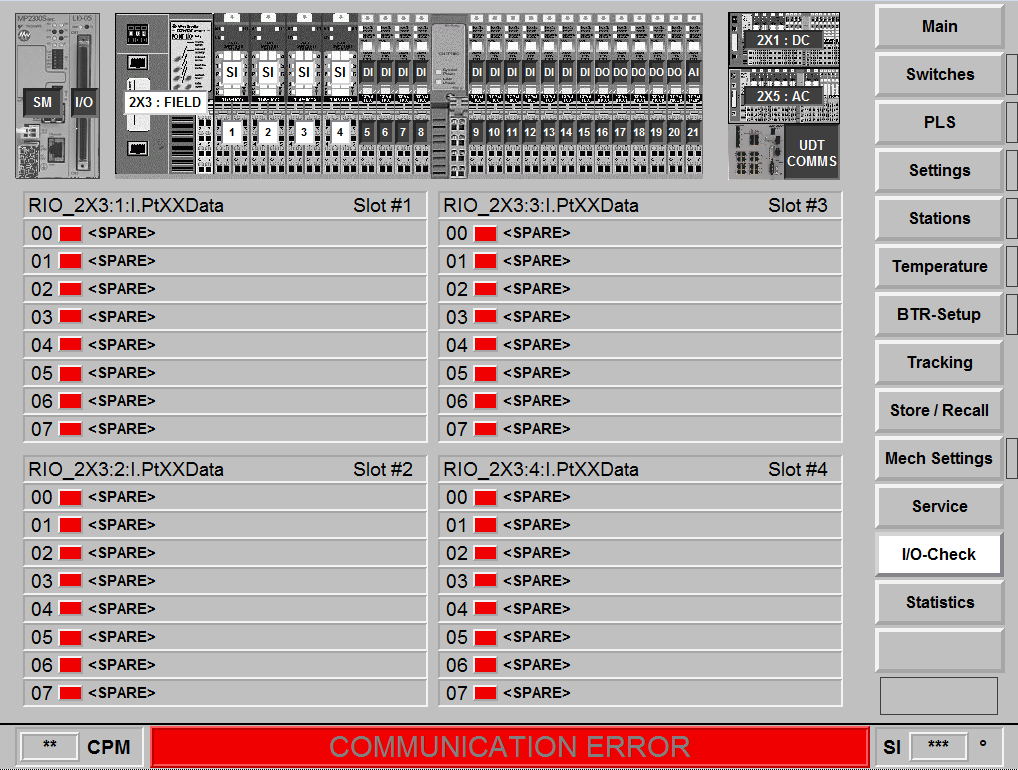 MP2300Siec LIO-05
SM I/O
2X3 : FIELD
SI SI SI SI DI DI DI DI DI DI DI DI DI DI DI DO DO DO DO DO AI
1 2 3 4 5 6 7 8 9 10 11 12 13 14 15 16 17 18 19 20 21
2X1 : DC
2X5 : AC
UDT
COMMS
RIO_2X3:1:I.PtXXData Slot #1
00 <SPARE>
01 <SPARE>
02 <SPARE>
03 <SPARE>
04 <SPARE>
05 <SPARE>
06 <SPARE>
07 <SPARE>
RIO_2X3:3:I.PtXXData Slot #3
00 <SPARE>
01 <SPARE>
02 <SPARE>
03 <SPARE>
04 <SPARE>
05 <SPARE>
06 <SPARE>
07 <SPARE>
RIO_2X3:2:I.PtXXData Slot #2
00 <SPARE>
01 <SPARE>
02 <SPARE>
03 <SPARE>
04 <SPARE>
05 <SPARE>
06 <SPARE>
07 <SPARE>
RIO_2X3:4:I.PtXXData Slot #4
00 <SPARE>
01 <SPARE>
02 <SPARE>
03 <SPARE>
04 <SPARE>
05 <SPARE>
06 <SPARE>
07 <SPARE>
Main
Switches
PLS
Settings
Stations
Temperature
BTR-Setup
Tracking
Store / Recall
Mech Settings
Service
I/O-Check
Statistics
** CPM
COMMUNICATION ERROR
SI *** °